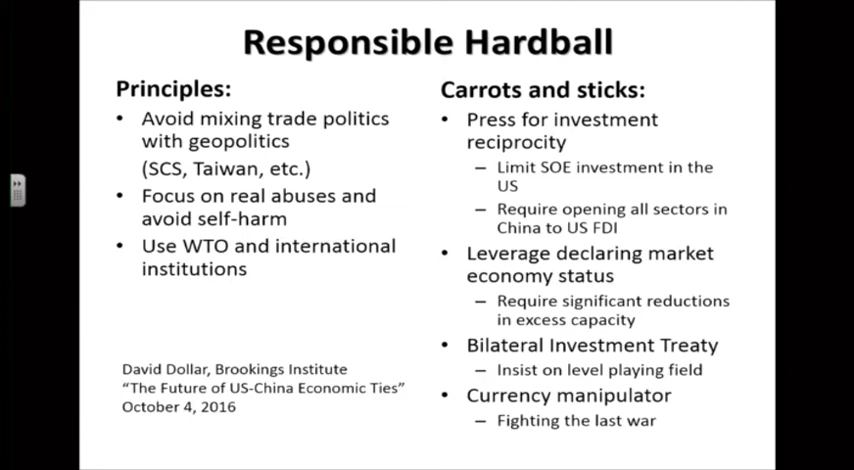 Responsible Hardball
Principles:
• Avoid mixing trade politics
with geopolitics
(SCS, Taiwan, etc.)
• Focus on real abuses and
avoid self-harm
• Use WTO and international
institutions
David Dollar, Brookings Institute
“The Future of US-China Economic Ties”
October 4, 2016
Carrots and sticks:
• Press for investment
reciprocity
– Limit SOE investment in the
US
– Require opening all sectors in
China to US FDI
• Leverage declaring market
economy status
– Require significant reductions
in excess capacity
• Bilateral Investment Treaty
– Insist on level playing field
• Currency manipulator
– Fighting the last war